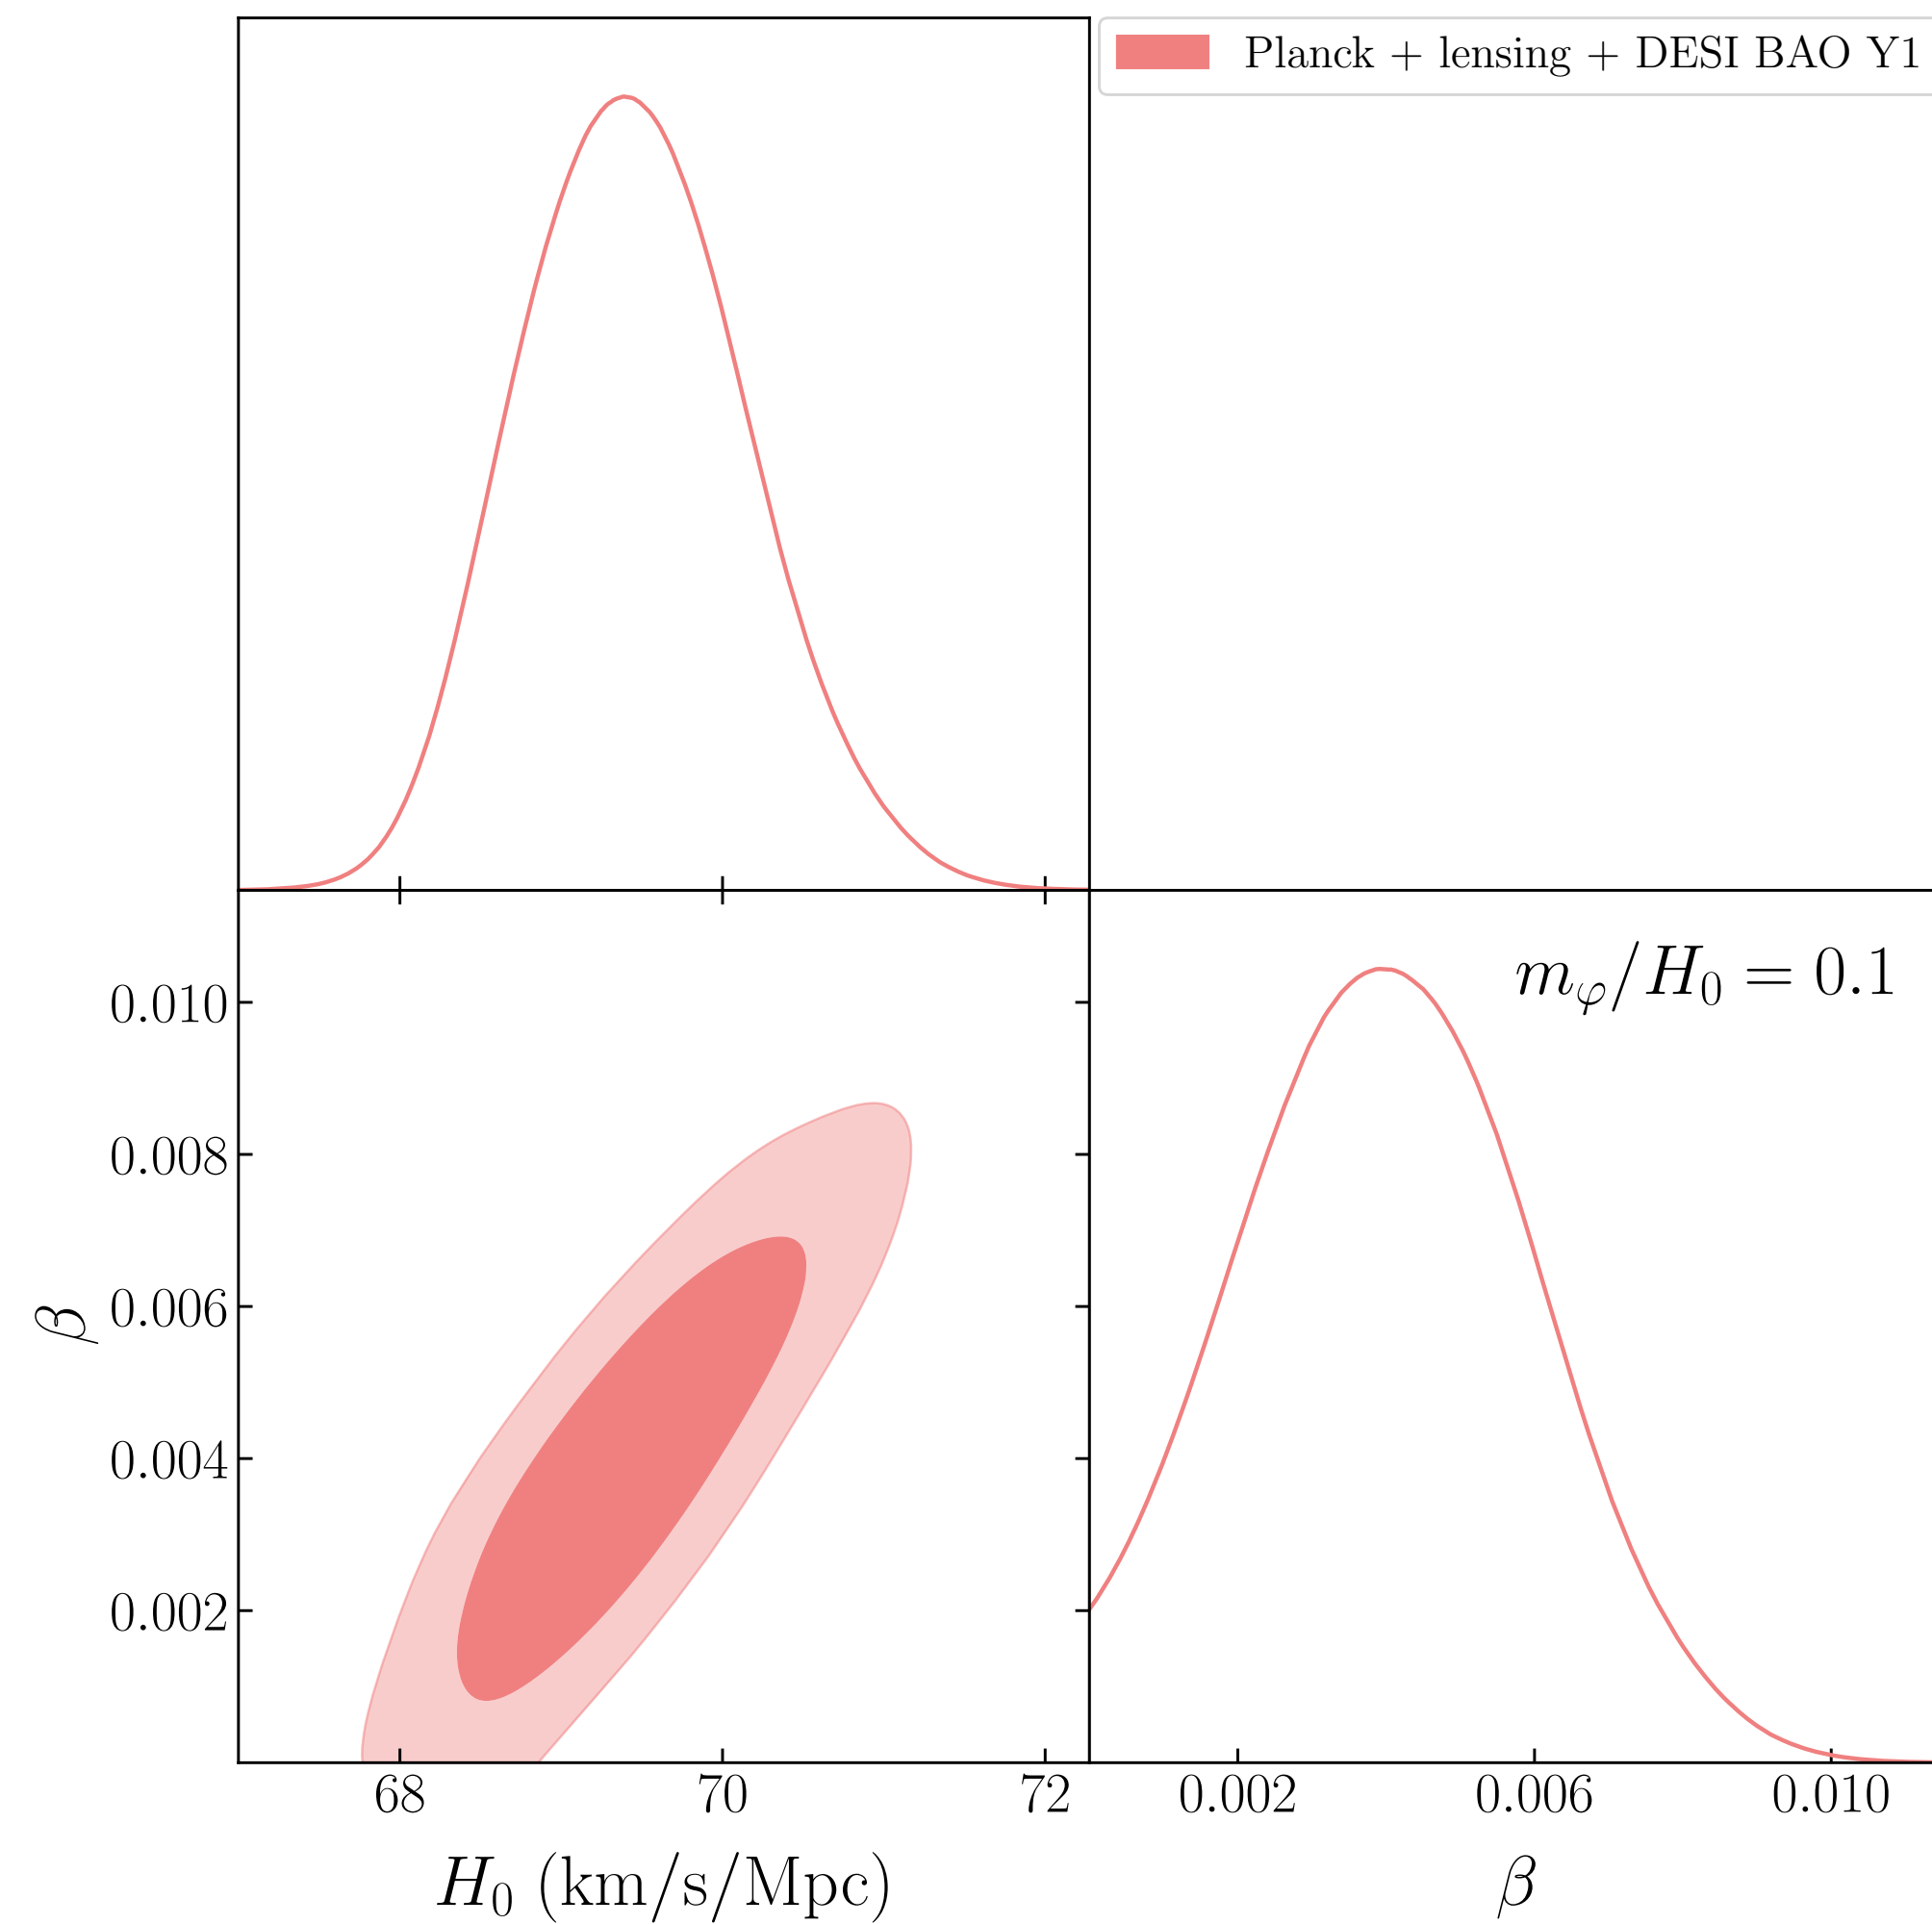 Planck + lensing + DESI BAO Y1
m_φ/H_0 = 0.1
0.010
0.008
0.006
0.004
0.002
β
68 70 72 0.002 0.006 0.010
H_0 (km/s/Mpc) β